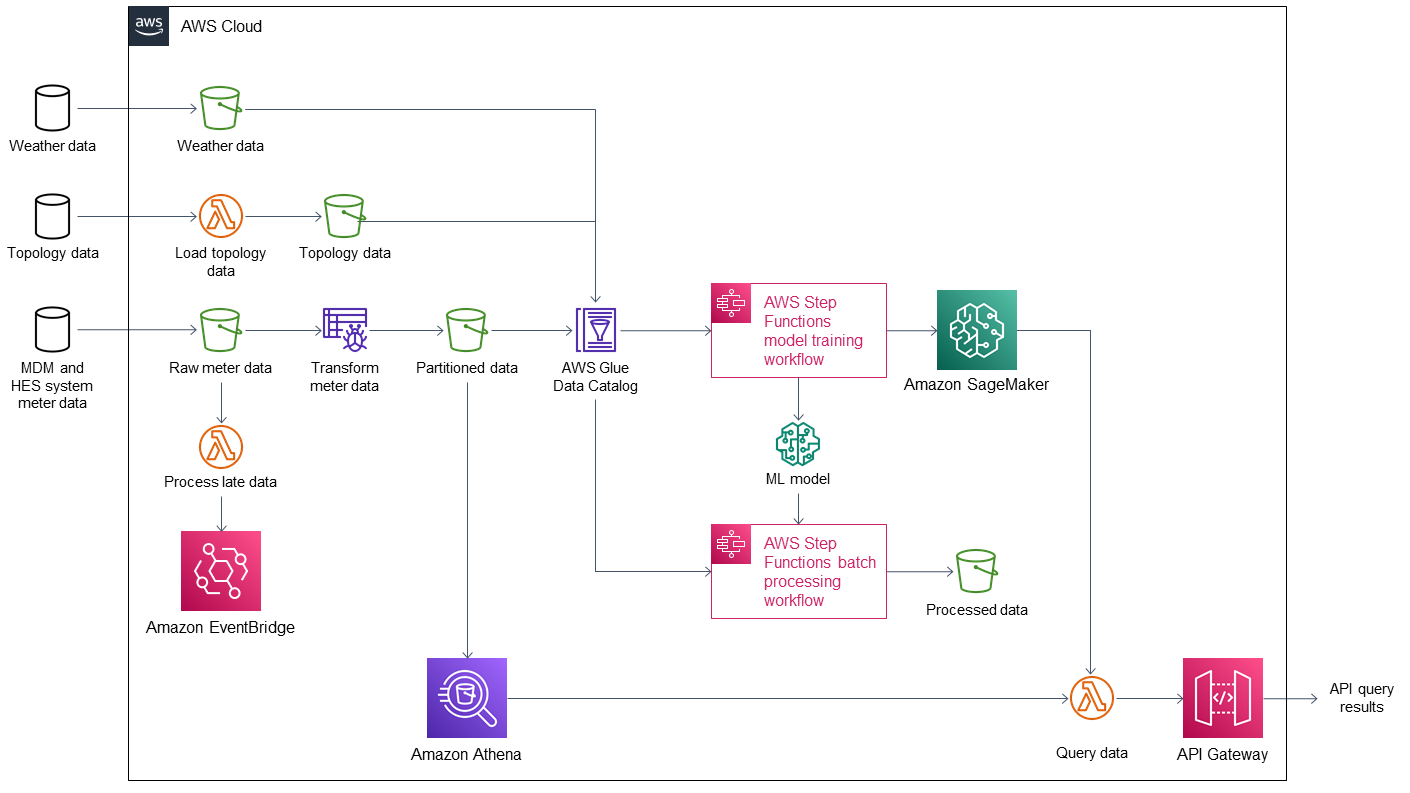 aws
AWS Cloud
Weather data
Weather data
Topology data
Load topology
data
Topology data
MDM and
HES system
meter data
Raw meter data
Transform
meter data
Partitioned data
AWS Glue
Data Catalog
AWS Step
Functions
model training
workflow
Amazon SageMaker
Process late data
ML model
Amazon EventBridge
AWS Step
Functions batch
processing
workflow
Processed data
Amazon Athena
Query data
API Gateway
API query
results